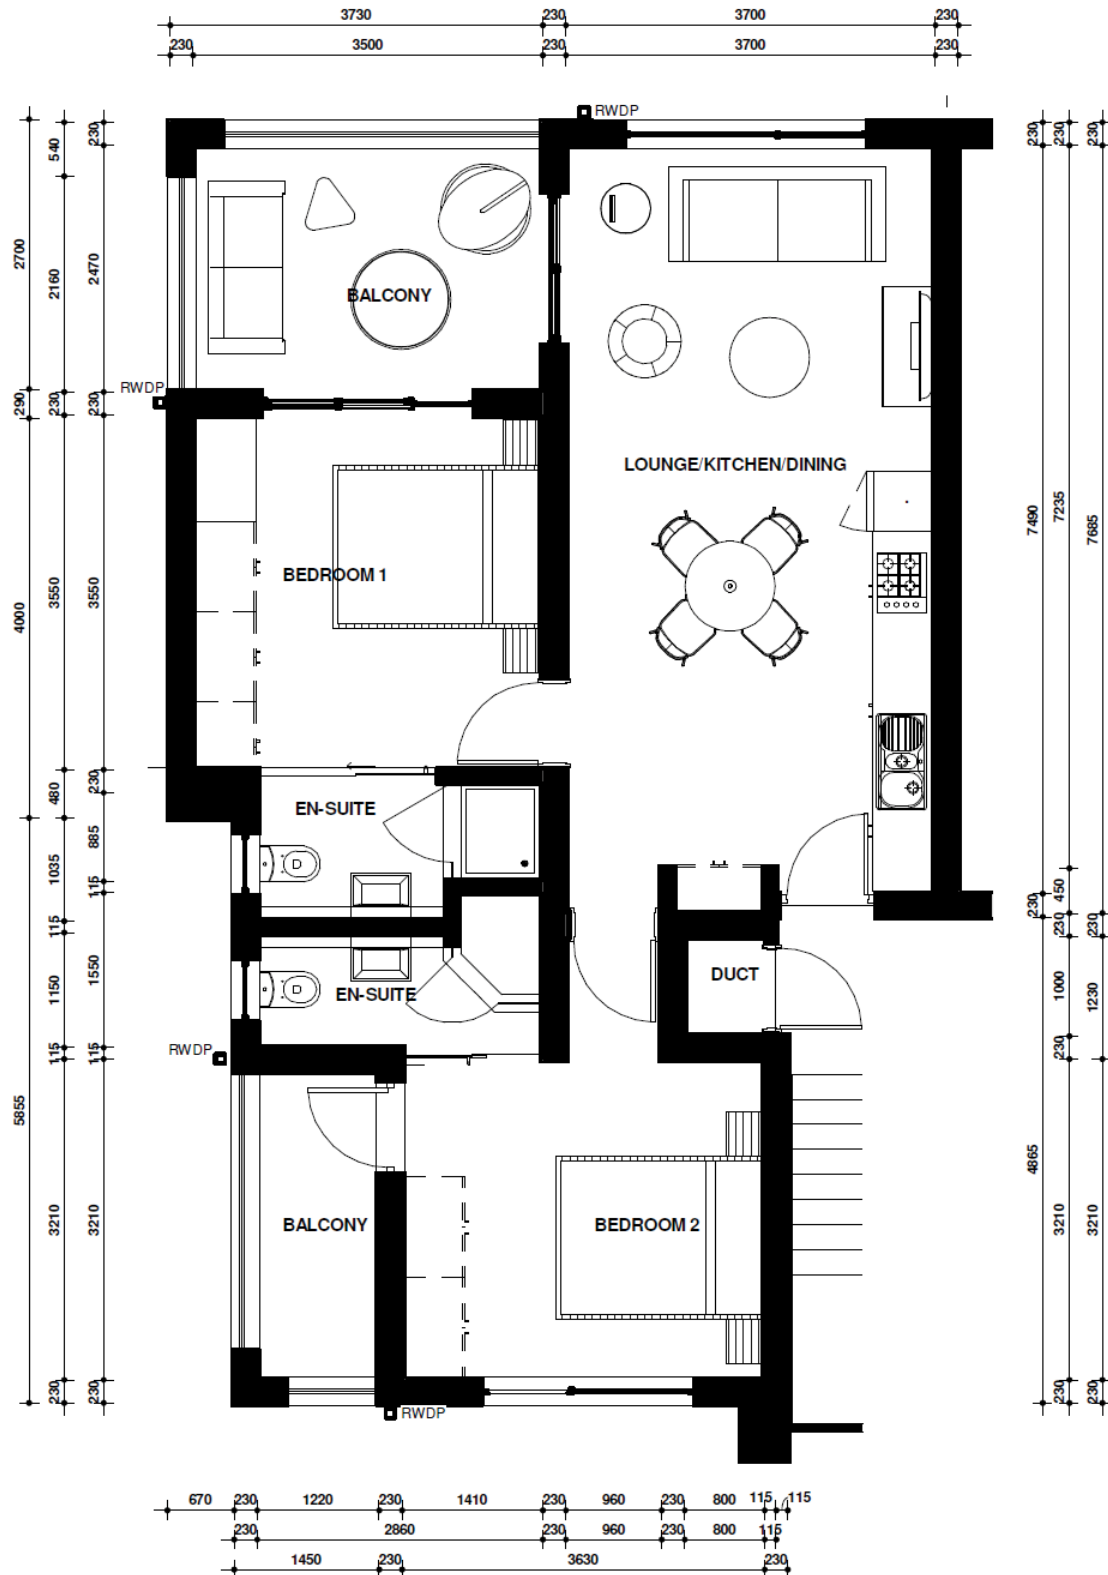 3730 230 3700 230
230 3500 230 3700 230
RWDP
BALCONY
RWDP
LOUNGE/KITCHEN/DINING
BEDROOM 1
EN-SUITE
EN-SUITE
DUCT
RWDP
BALCONY
BEDROOM 2
RWDP
2700 290 4000 5855
540 2160 230 3550 480 1035 115 1150 115 3210 230
230 2470 230 3550 230 885 115 1550 115 3210 230
230 7490 230 4865
230 7235 450 230 1000 230 3210 230
230 7685 230 1230 3210 230
670 230 1220 230 1410 230 960 230 800 115 115
230 2860 230 960 230 800 115
1450 230 3630 230